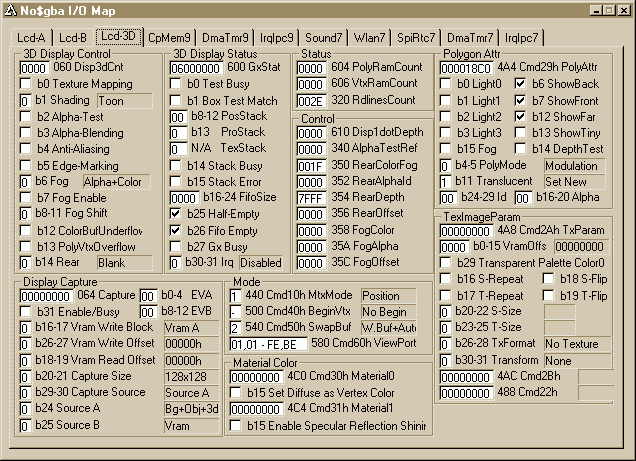 No$gba I/O Map
Lcd-A Lcd-B Lcd-3D CpMem9 DmaTmr9 IrqIpc9 Sound7 Wlan7 SpiRtc7 DmaTmr7 IrqIpc7
3D Display Control
0000 060 Disp3dCnt
b0 Texture Mapping
0 b1 Shading Toon
b2 Alpha-Test
b3 Alpha-Blending
b4 Anti-Aliasing
b5 Edge-Marking
0 b6 Fog Alpha+Color
b7 Fog Enable
0 b8-11 Fog Shift
b12 ColorBufUnderflow
b13 PolyVtxOverflow
0 b14 Rear Blank
3D Display Status
06000000 600 GxStat
b0 Test Busy
b1 Box Test Match
00 b8-12 PosStack
0 b13 ProStack
0 N/A TexStack
b14 Stack Busy
b15 Stack Error
0000 b16-24 FifoSize
b25 Half-Empty
b26 Fifo Empty
b27 Gx Busy
0 b30-31 Irq Disabled
Status
0000 604 PolyRamCount
0000 606 VtxRamCount
002E 320 RdlinesCount
Control
0000 610 Disp1dotDepth
0000 340 AlphaTestRef
001F 350 RearColorFog
0000 352 RearAlphaId
7FFF 354 RearDepth
0000 356 RearOffset
0000 358 FogColor
0000 35A FogAlpha
0000 35C FogOffset
Polygon Attr
000018C0 4A4 Cmd29h PolyAttr
b0 Light0 b6 ShowBack
b1 Light1 b7 ShowFront
b2 Light2 b12 ShowFar
b3 Light3 b13 ShowTiny
b15 Fog b14 DepthTest
0 b4-5 PolyMode Modulation
1 b11 Translucent Set New
00 b24-29 Id 00 b16-20 Alpha
TexImageParam
00000000 4A8 Cmd2Ah TxParam
0000 b0-15 VramOffs 00000000
b29 Transparent Palette Color0
b16 S-Repeat b18 S-Flip
b17 T-Repeat b19 T-Flip
0 b20-22 S-Size
0 b23-25 T-Size
0 b26-28 TxFormat No Texture
0 b30-31 Transform None
00000000 4AC Cmd2Bh
00000000 488 Cmd22h
Display Capture
00000000 064 Capture 00 b0-4 EVA
b31 Enable/Busy 00 b8-12 EVB
0 b16-17 Vram Write Block Vram A
0 b26-27 Vram Write Offset 00000h
0 b18-19 Vram Read Offset 00000h
0 b20-21 Capture Size 128x128
0 b29-30 Capture Source Source A
0 b24 Source A Bg+Obj+3d
0 b25 Source B Vram
Mode
1 440 Cmd10h MtxMode Position
- 500 Cmd40h BeginVtx No Begin
2 540 Cmd50h SwapBuf W.Buf+Aut
01,01 - FE,BE 580 Cmd60h ViewPort
Material Color
00000000 4C0 Cmd30h Material0
b15 Set Diffuse as Vertex Color
00000000 4C4 Cmd31h Material1
b15 Enable Specular Reflection Shinir